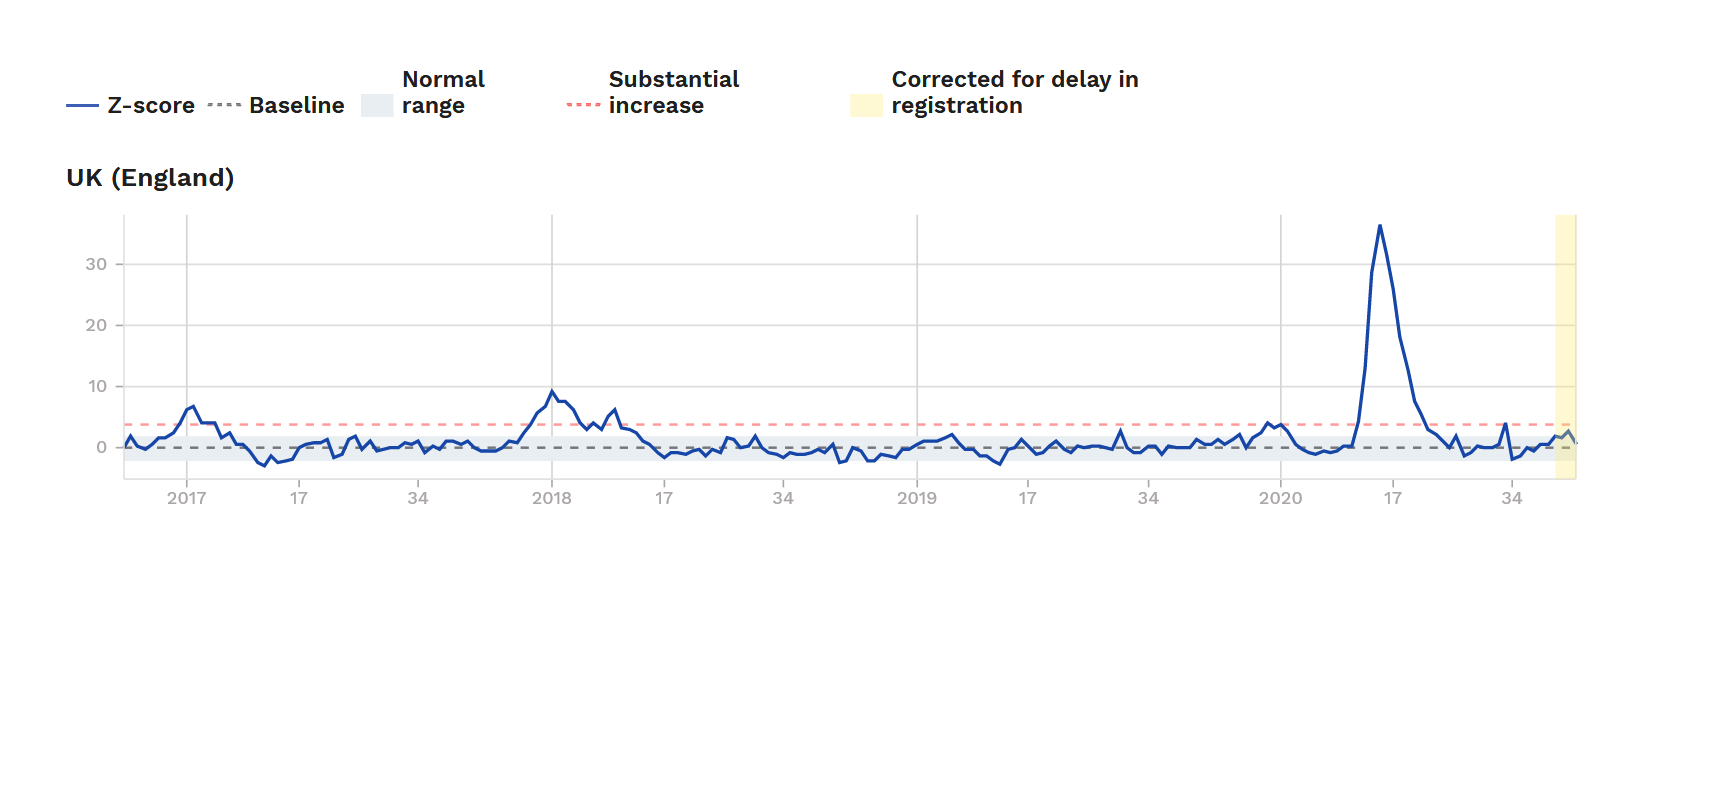 Z-score
Baseline
Normal
range
Substantial
increase
Corrected for delay in
registration
UK (England)
30
20
10
0
2017
17
34
2018
17
34
2019
17
34
2020
17
34